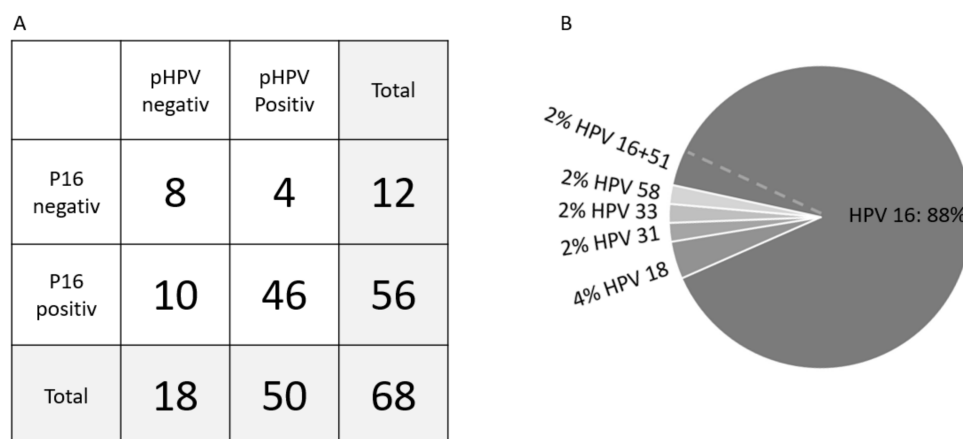 A
pHPV
negativ
pHPV
Positiv
Total
P16
negativ
8
4
12
P16
positiv
10
46
56
Total
18
50
68
B
2% HPV 16+51
2% HPV 58
2% HPV 33
2% HPV 31
4% HPV 18
HPV 16: 88%